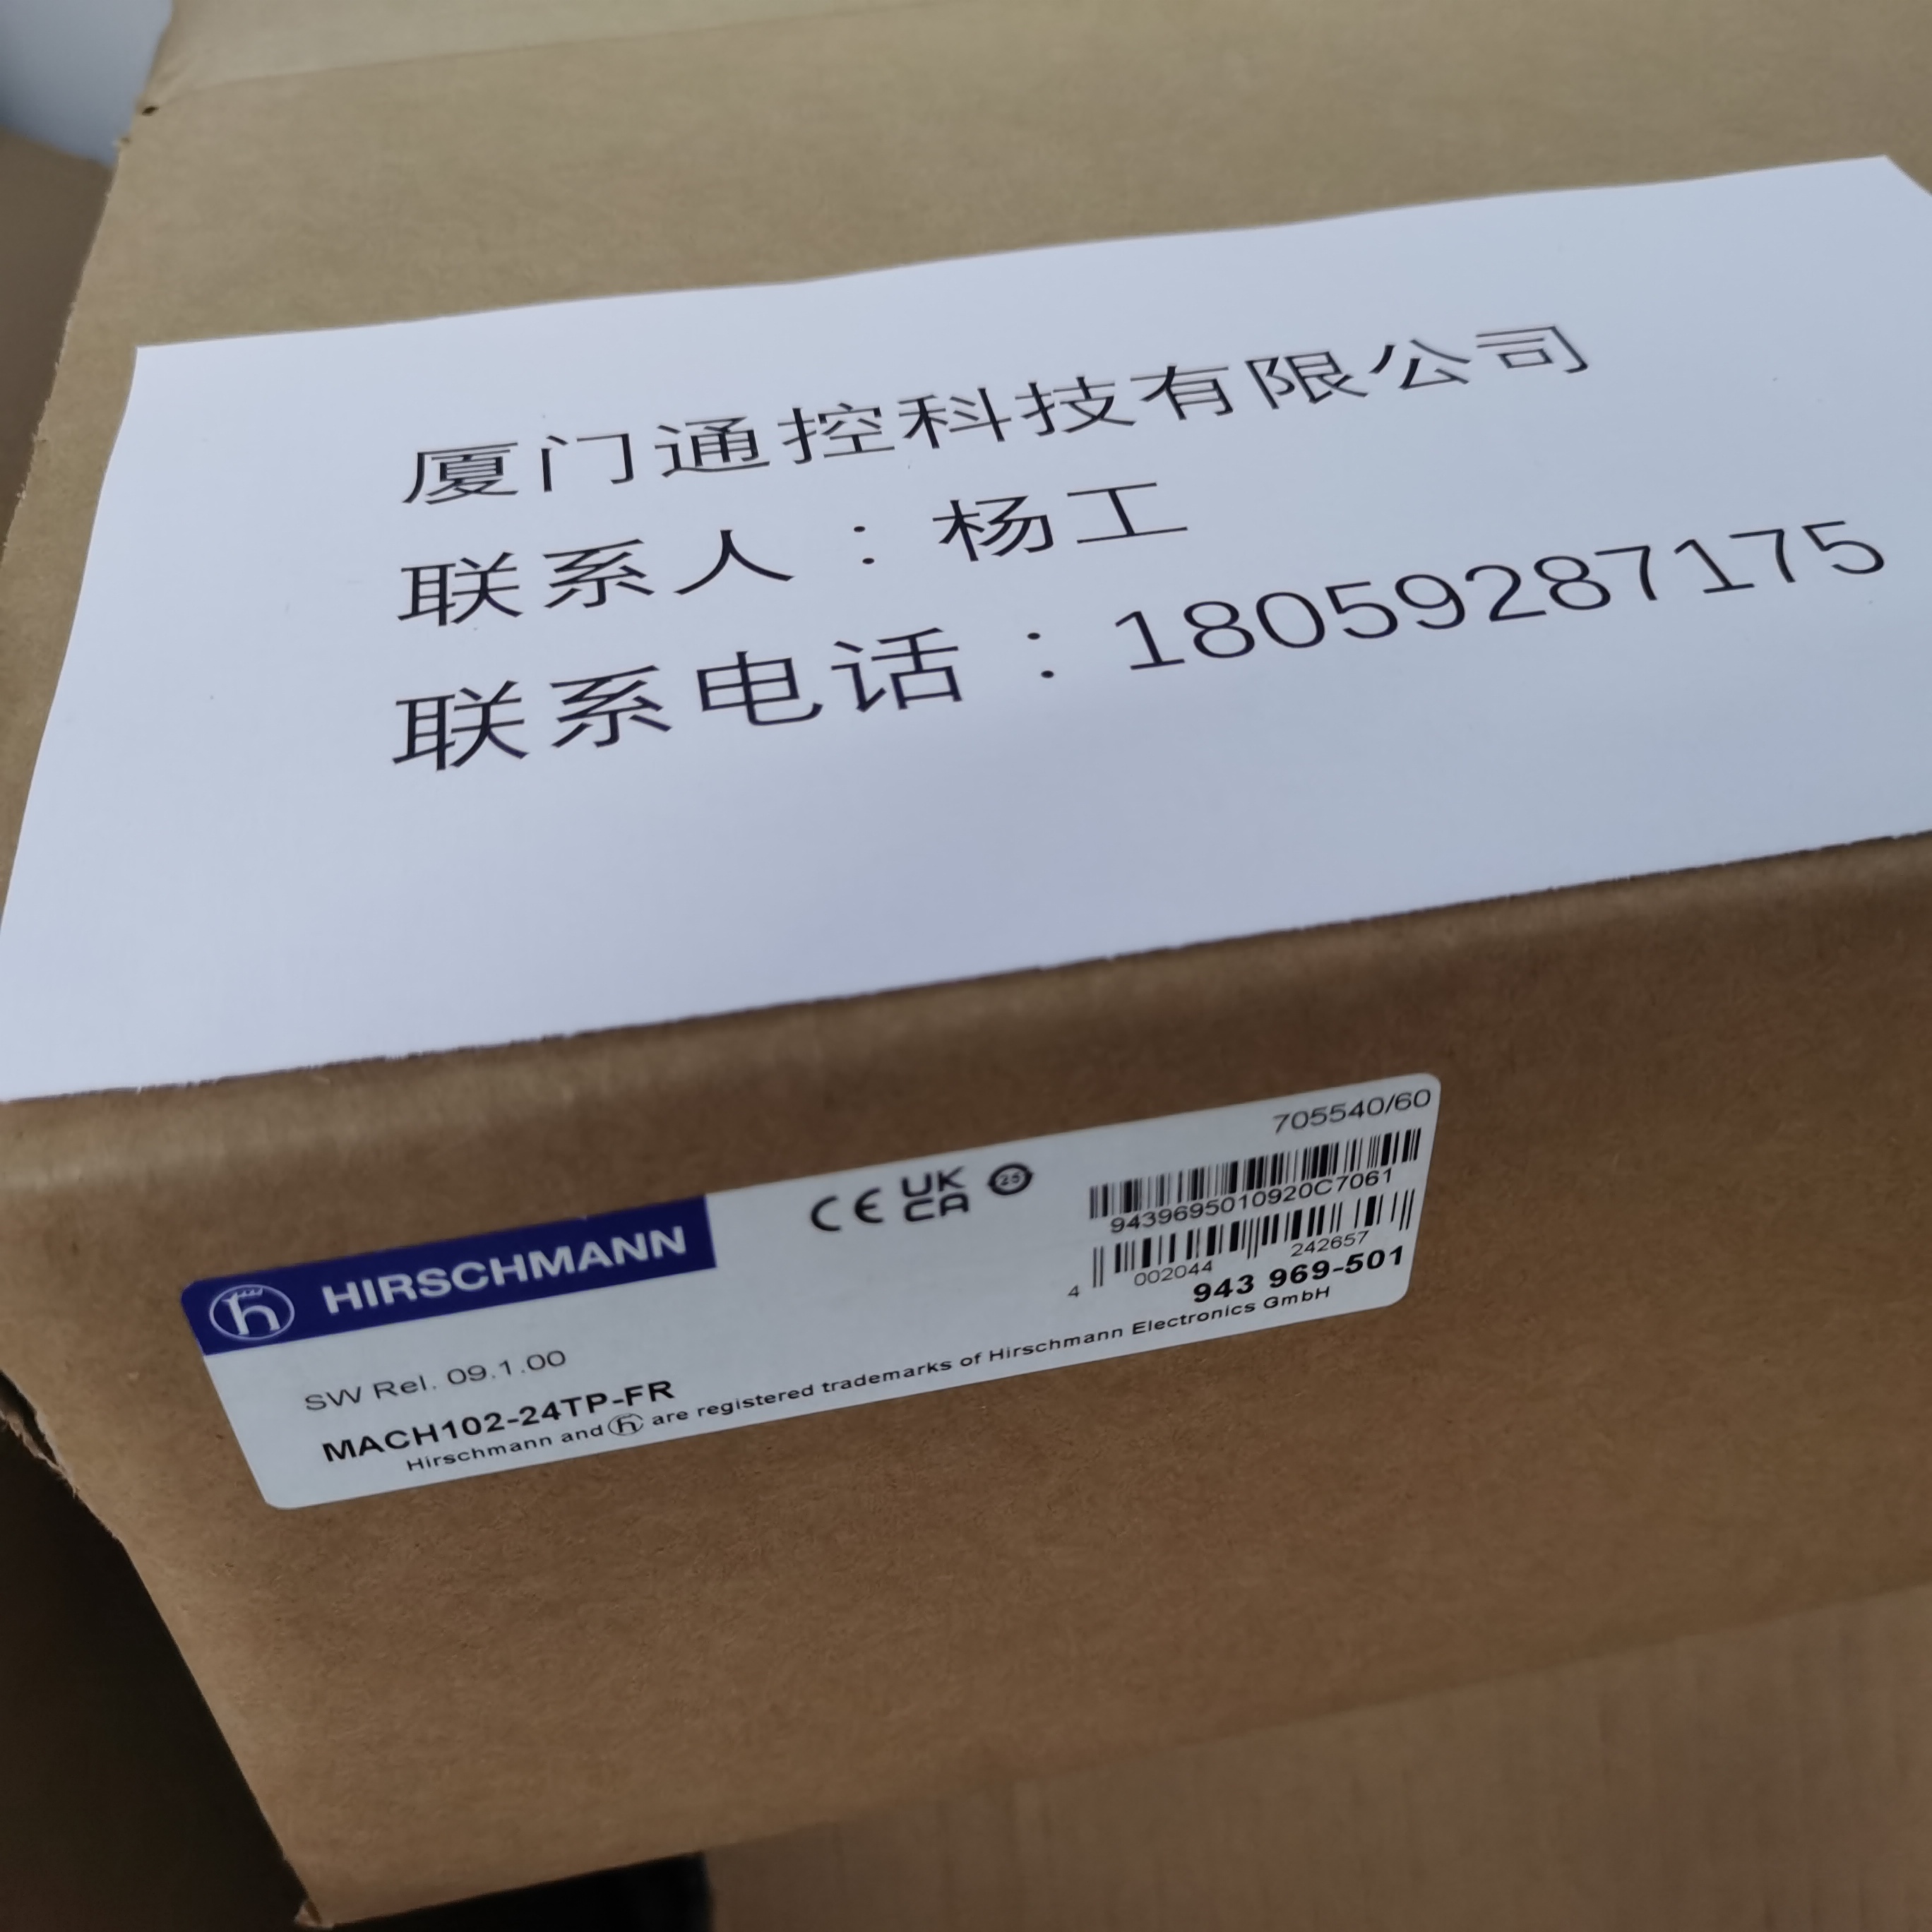 厦门通控科技有限公司
联系人：杨工
联系电话：18059287175
705540/60
CE UK CA 25
9439695010920C7061
HIRSCHMANN
4 002044 242657
943 969-501
SW Rel. 09.1.00
MACH102-24TP-FR
Hirschmann and h are registered trademarks of Hirschmann Electronics GmbH